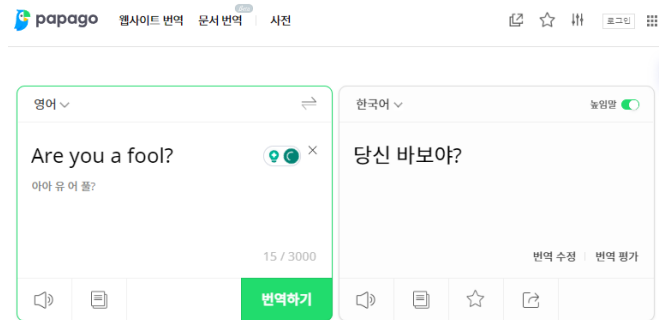 papago 웹사이트 번역 문서 번역 beta 사전 로그인
영어 한국어 높임말
Are you a fool? 당신 바보야?
아아 유 어 풀?
15 / 3000 번역 수정 번역 평가
번역하기